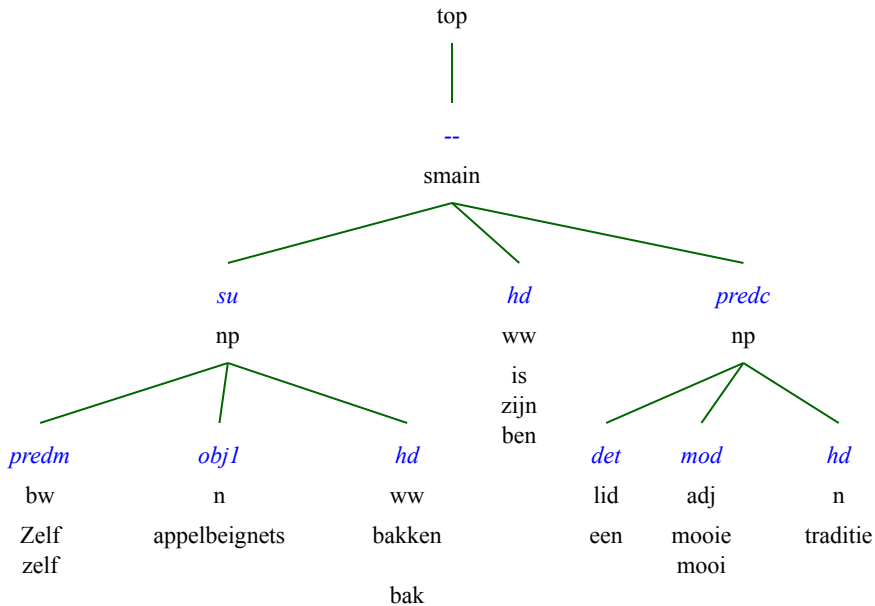 top
--
smain
su hd predc
np ww np
is
zijn
ben
predm obj1 hd det mod hd
bw n ww lid adj n
Zelf appelbeignets bakken een mooie traditie
zelf mooi
bak